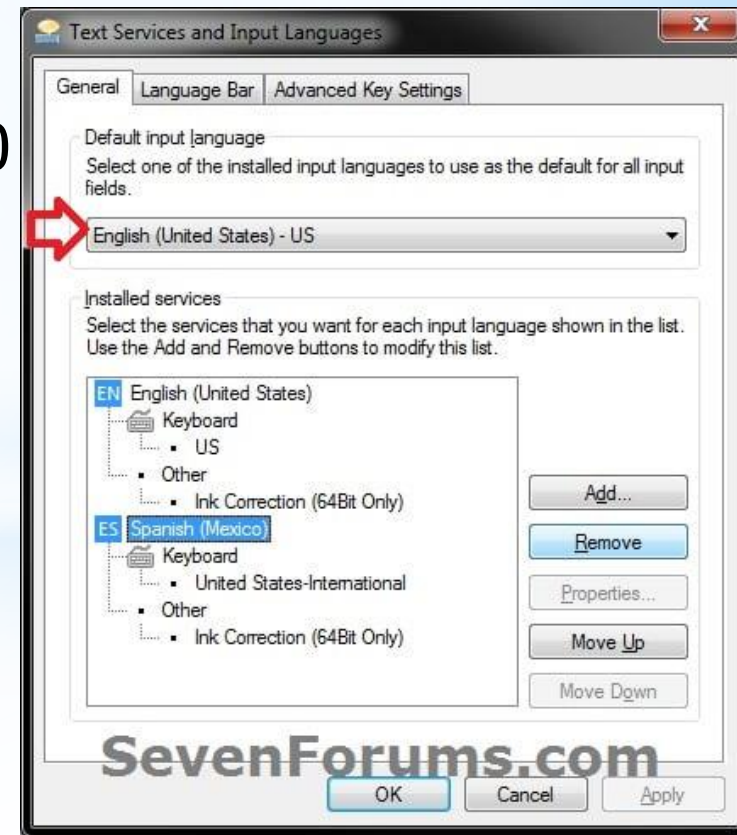 Text Services and Input Languages
General Language Bar Advanced Key Settings
Default input language
Select one of the installed input languages to use as the default for all input
fields.
English (United States) - US
Installed services
Select the services that you want for each input language shown in the list.
Use the Add and Remove buttons to modify this list.
EN English (United States)
Keyboard
US
Other
Ink Correction (64Bit Only)
ES Spanish (Mexico)
Keyboard
United States-International
Other
Ink Correction (64Bit Only)
Add...
Remove
Properties...
Move Up
Move Down
SevenForums.com
OK Cancel Apply